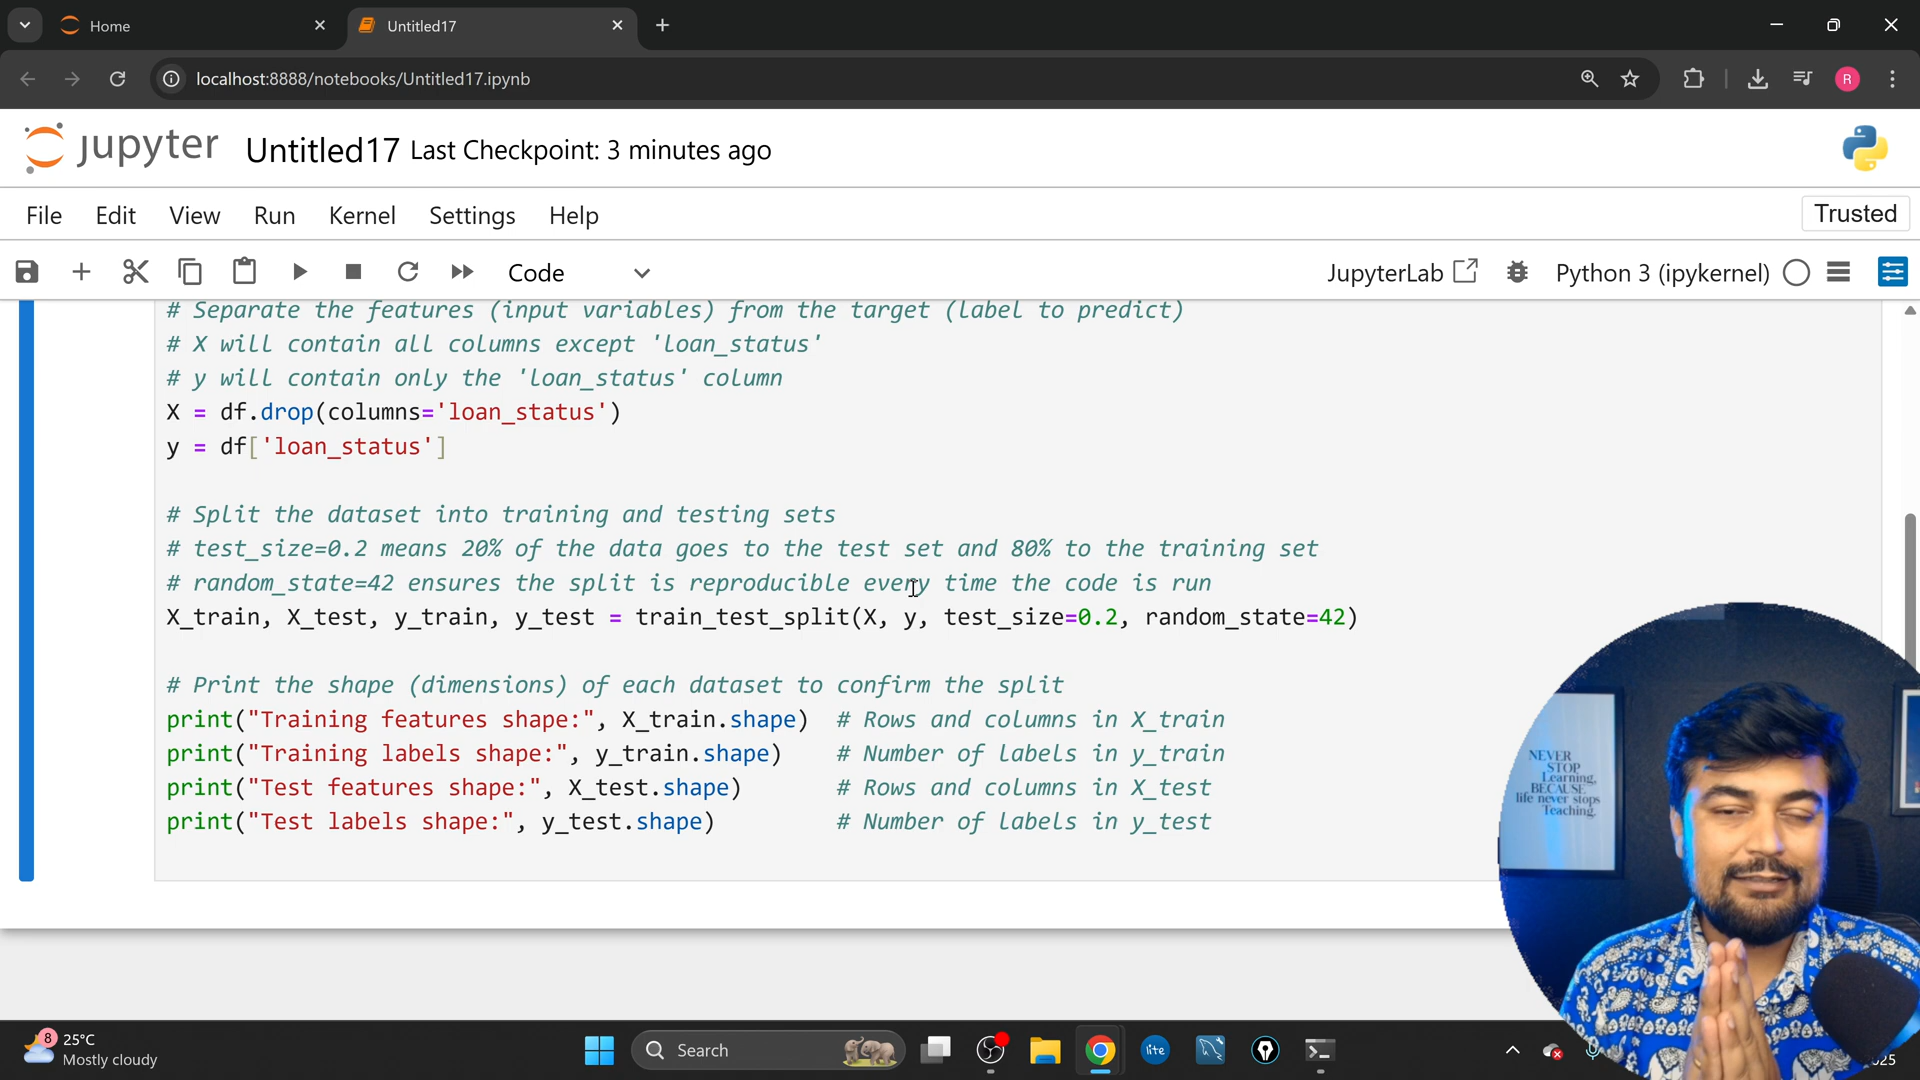 Home
Untitled17
localhost:8888/notebooks/Untitled17.ipynb
R
jupyter Untitled17 Last Checkpoint: 3 minutes ago
File Edit View Run Kernel Settings Help
Trusted
Code
JupyterLab
Python 3 (ipykernel)
# Separate the features (input variables) from the target (label to predict)
# X will contain all columns except 'loan_status'
# y will contain only the 'loan_status' column
X = df.drop(columns='loan_status')
y = df['loan_status']
# Split the dataset into training and testing sets
# test_size=0.2 means 20% of the data goes to the test set and 80% to the training set
# random_state=42 ensures the split is reproducible every time the code is run
X_train, X_test, y_train, y_test = train_test_split(X, y, test_size=0.2, random_state=42)
# Print the shape (dimensions) of each dataset to confirm the split
print("Training features shape:", X_train.shape)  # Rows and columns in X_train
print("Training labels shape:", y_train.shape)    # Number of labels in y_train
print("Test features shape:", X_test.shape)       # Rows and columns in X_test
print("Test labels shape:", y_test.shape)         # Number of labels in y_test
NEVER
STOP
Learning,
BECAUSE
life never stops
Teaching.
8
25°C
Mostly cloudy
Search
lite